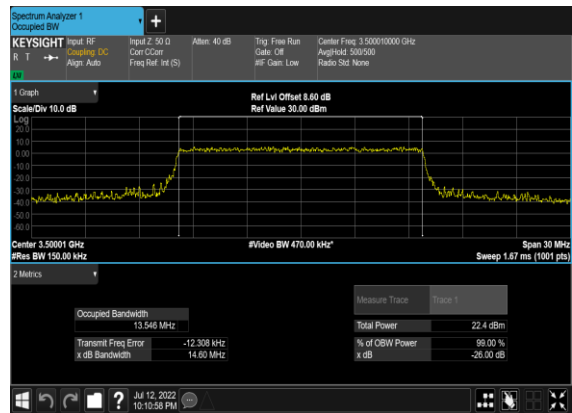 Spectrum Analyzer 1
Occupied BW
KEYSIGHT
R T
LXI
Input: RF
Coupling: DC
Align: Auto
Input Z: 50 Ω
Corr CCorr
Freq Ref: Int (S)
Atten: 40 dB
Trig: Free Run
Gate: Off
#IF Gain: Low
Center Freq: 3.500010000 GHz
Avg|Hold: 500/500
Radio Std: None
1 Graph
Scale/Div 10.0 dB
Ref Lvl Offset 8.60 dB
Ref Value 30.00 dBm
Log
20.0
10.0
0.00
-10.0
-20.0
-30.0
-40.0
-50.0
-60.0
Center 3.50001 GHz
#Res BW 150.00 kHz
#Video BW 470.00 kHz*
Span 30 MHz
Sweep 1.67 ms (1001 pts)
2 Metrics
Occupied Bandwidth
13.546 MHz
Transmit Freq Error -12.308 kHz
x dB Bandwidth 14.60 MHz
Measure Trace Trace 1
Total Power 22.4 dBm
% of OBW Power 99.00 %
x dB -26.00 dB
?
Jul 12, 2022
10:10:58 PM